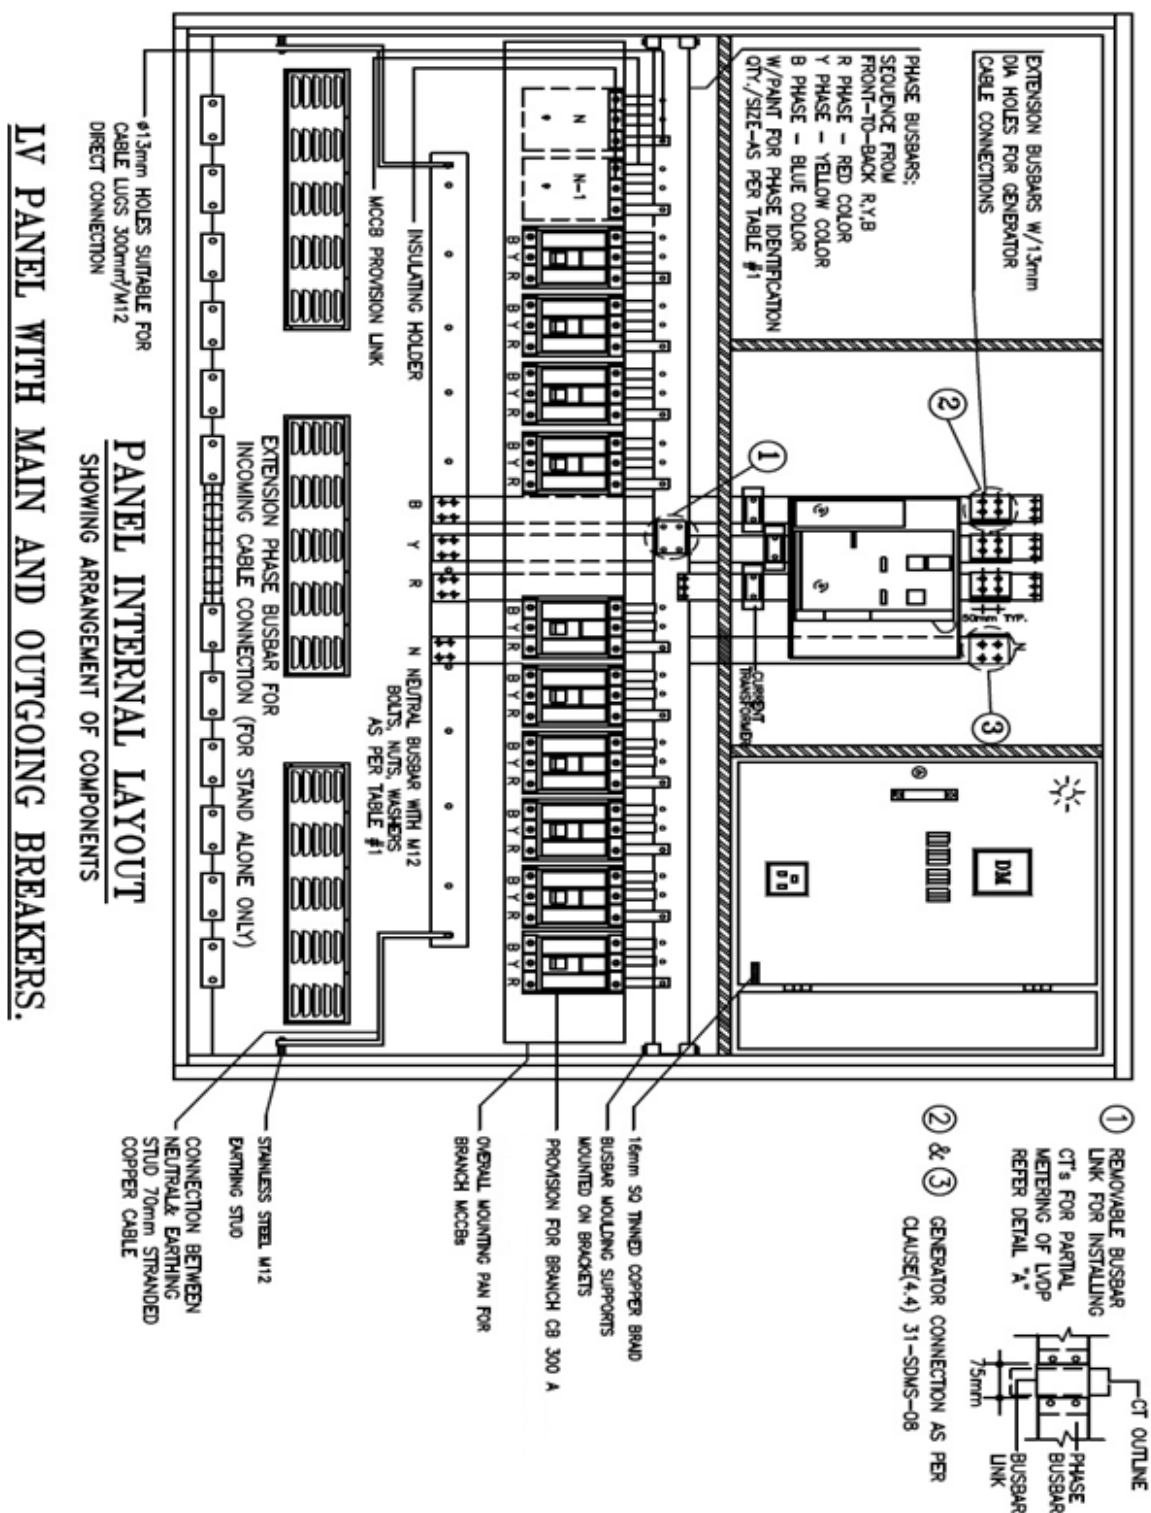 EXTENSION BUSBARS W/13mm
DIA HOLES FOR GENERATOR
CABLE CONNECTIONS
PHASE BUSBARS;
SEQUENCE FROM
FRONT-TO-BACK R,Y,B
R PHASE - RED COLOR
Y PHASE - YELLOW COLOR
B PHASE - BLUE COLOR
W/PAINT FOR PHASE IDENTIFICATION
QTY./SIZE-AS PER TABLE #1
2
1
3
50mm TYP.
N
CURRENT
TRANSFORMER
DM
N
N-1
B Y R
B Y R
B Y R
B Y R
B Y R
B Y R
B Y R
B Y R
B Y R
B Y R
INSULATING HOLDER
MCCB PROVISION LINK
B
Y
R
N
NEUTRAL BUSBAR WITH M12
BOLTS, NUTS, WASHERS
AS PER TABLE #1
EXTENSION PHASE BUSBAR FOR
INCOMING CABLE CONNECTION (FOR STAND ALONE ONLY)
ø13mm HOLES SUITABLE FOR
CABLE LUGS 300mm²/M12
DIRECT CONNECTION
1 REMOVABLE BUSBAR
LINK FOR INSTALLING
CT's FOR PARTIAL
METERING OF LVDP
REFER DETAIL "A"
CT OUTLINE
PHASE
BUSBAR
BUSBAR
LINK
75mm
2 & 3 GENERATOR CONNECTION AS PER
CLAUSE(4.4) 31-SDMS-08
16mm SQ TINNED COPPER BRAID
BUSBAR MOULDING SUPPORTS
MOUNTED ON BRACKETS
PROVISION FOR BRANCH CB 300 A
OVERALL MOUNTING PAN FOR
BRANCH MCCBs
STAINLESS STEEL M12
EARTHING STUD
CONNECTION BETWEEN
NEUTRAL& EARTHING
STUD 70mm STRANDED
COPPER CABLE
PANEL INTERNAL LAYOUT
SHOWING ARRANGEMENT OF COMPONENTS
LV PANEL WITH MAIN AND OUTGOING BREAKERS.